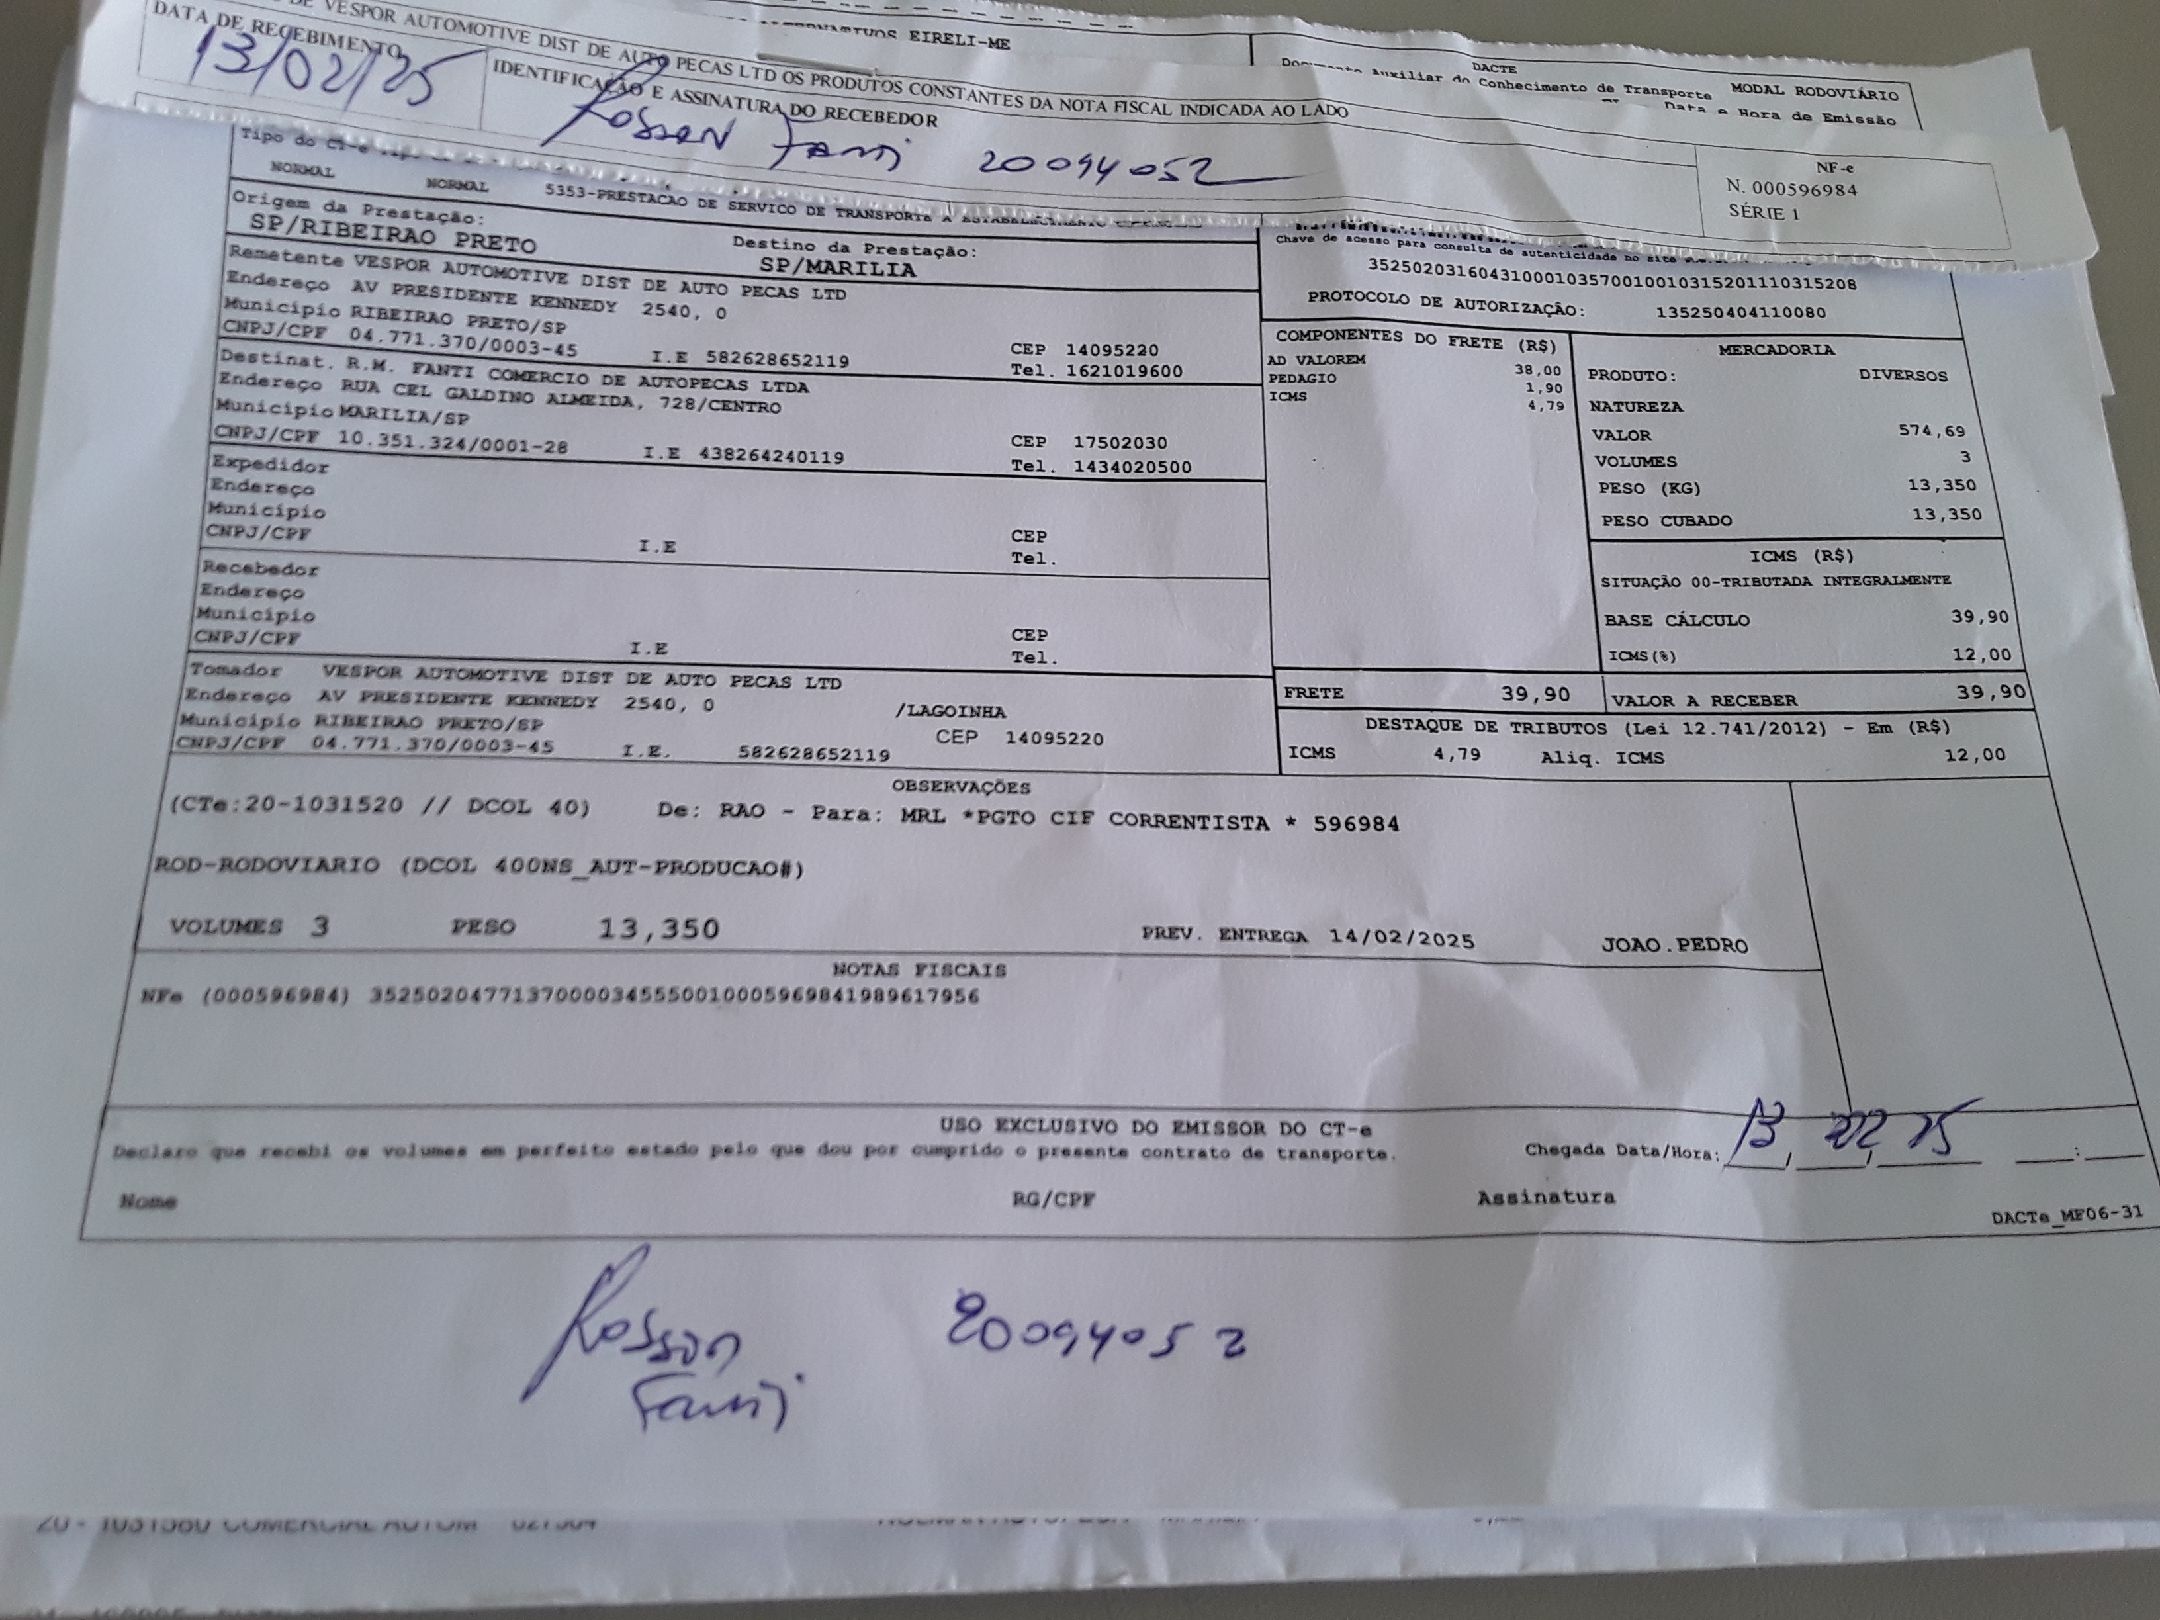 DE VESPOR AUTOMOTIVE DIST DE AUTO PECAS LTD OS PRODUTOS CONSTANTES DA NOTA FISCAL INDICADA AO LADO
EIRELI-ME
DACTE
Documento Auxiliar do Conhecimento de Transporte
MODAL RODOVIÁRIO
Data e Hora de Emissão
DATA DE RECEBIMENTO
13/02/25
IDENTIFICAÇÃO E ASSINATURA DO RECEBEDOR
Rosson Fanti 20094052
NF-e
N. 000596984
SÉRIE 1
Tipo do CT-e
NORMAL NORMAL 5353-PRESTACAO DE SERVICO DE TRANSPORTE A
Origem da Prestação:
SP/RIBEIRAO PRETO
Destino da Prestação:
SP/MARILIA
Remetente VESPOR AUTOMOTIVE DIST DE AUTO PECAS LTD
Endereço AV PRESIDENTE KENNEDY 2540, 0
Municipio RIBEIRAO PRETO/SP
CEP 14095220
CNPJ/CPF 04.771.370/0003-45 I.E 582628652119 Tel. 1621019600
Destinat. R.M. FANTI COMERCIO DE AUTOPECAS LTDA
Endereço RUA CEL GALDINO ALMEIDA, 728/CENTRO
Municipio MARILIA/SP
CEP 17502030
CNPJ/CPF 10.351.324/0001-28 I.E 438264240119 Tel. 1434020500
Expedidor
Endereço
Municipio
CEP
CNPJ/CPF I.E Tel.
Recebedor
Endereço
Municipio
CEP
CNPJ/CPF I.E Tel.
Tomador VESPOR AUTOMOTIVE DIST DE AUTO PECAS LTD
Endereço AV PRESIDENTE KENNEDY 2540, 0 /LAGOINHA
Municipio RIBEIRAO PRETO/SP CEP 14095220
CNPJ/CPF 04.771.370/0003-45 I.E. 582628652119
Chave de acesso para consulta de autenticidade no site
35250203160431000103570010010315201110315208
PROTOCOLO DE AUTORIZAÇÃO: 135250404110080
COMPONENTES DO FRETE (R$)
AD VALOREM 38,00
PEDAGIO 1,90
ICMS 4,79
MERCADORIA
PRODUTO: DIVERSOS
NATUREZA
VALOR 574,69
VOLUMES 3
PESO (KG) 13,350
PESO CUBADO 13,350
ICMS (R$)
SITUAÇÃO 00-TRIBUTADA INTEGRALMENTE
BASE CÁLCULO 39,90
ICMS(%) 12,00
FRETE 39,90 VALOR A RECEBER 39,90
DESTAQUE DE TRIBUTOS (Lei 12.741/2012) - Em (R$)
ICMS 4,79 Aliq. ICMS 12,00
OBSERVAÇÕES
(CTe:20-1031520 // DCOL 40) De: RAO - Para: MRL *PGTO CIF CORRENTISTA * 596984
ROD-RODOVIARIO (DCOL 400NS_AUT-PRODUCAO#)
VOLUMES 3 PESO 13,350 PREV. ENTREGA 14/02/2025 JOAO.PEDRO
NOTAS FISCAIS
NFe (000596984) 35250204771370000345550010005969841989617956
USO EXCLUSIVO DO EMISSOR DO CT-e
Declaro que recebi os volumes em perfeito estado pelo que dou por cumprido o presente contrato de transporte.
Chegada Data/Hora: 13 02 25
Nome RG/CPF Assinatura
DACTe_MF06-31
Rosson
Fanti
20094052
20 - 1031580 COMERCIAL AUTOM